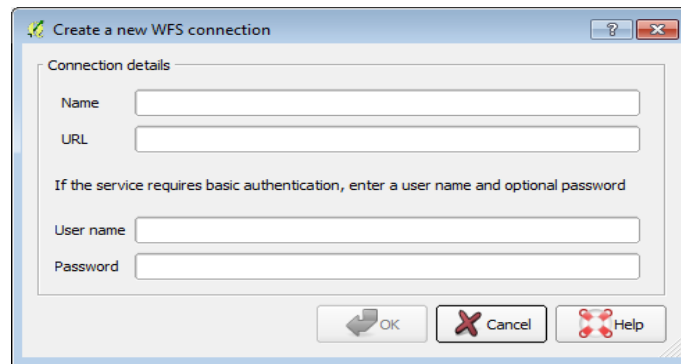 Create a new WFS connection
Connection details
Name
URL
If the service requires basic authentication, enter a user name and optional password
User name
Password
OK
Cancel
Help